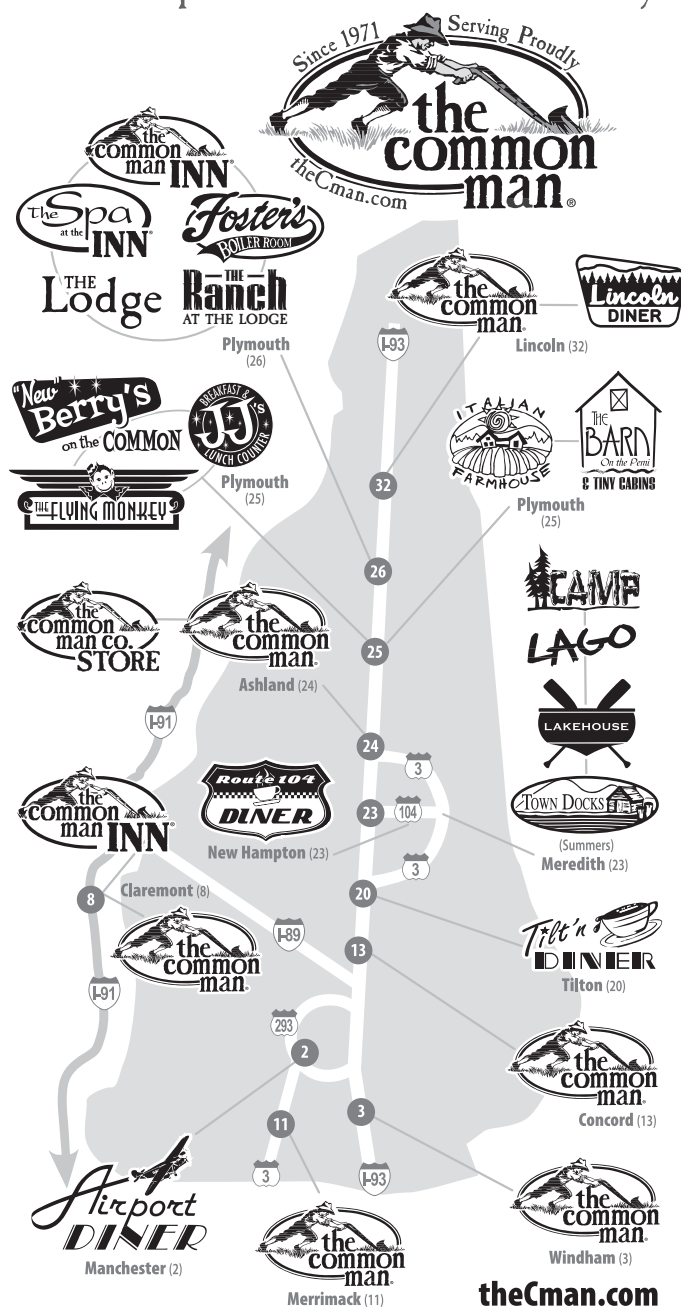 Since 1971
Serving Proudly
the
common
man®
theCman.com
the
common
man INN®
the Spa
at the INN®
Foster's
BOILER ROOM
THE
Lodge
THE
Ranch
AT THE LODGE
Plymouth
(26)
I-93
the
common
man®
Lincoln
DINER
Lincoln (32)
"New"
Berry's
on the COMMON
BREAKFAST &
JJ's
LUNCH COUNTER
THE FLYING MONKEY
Plymouth
(25)
ITALIAN
FARMHOUSE
THE
BARN
On the Pemi
& TINY CABINS
Plymouth
(25)
32
26
25
the
common
man co.
STORE
the
common
man®
Ashland (24)
CAMP
LAGO
LAKEHOUSE
TOWN DOCKS
(Summers)
Meredith (23)
I-91
24
3
23
104
3
20
the
common
man INN®
Route 104
DINER
New Hampton (23)
8
Claremont (8)
the
common
man®
I-89
13
Tilt'n
DINER
Tilton (20)
I-91
293
2
the
common
man®
Concord (13)
11
3
3
I-93
Airport
DINER
Manchester (2)
the
common
man®
Merrimack (11)
the
common
man®
Windham (3)
theCman.com